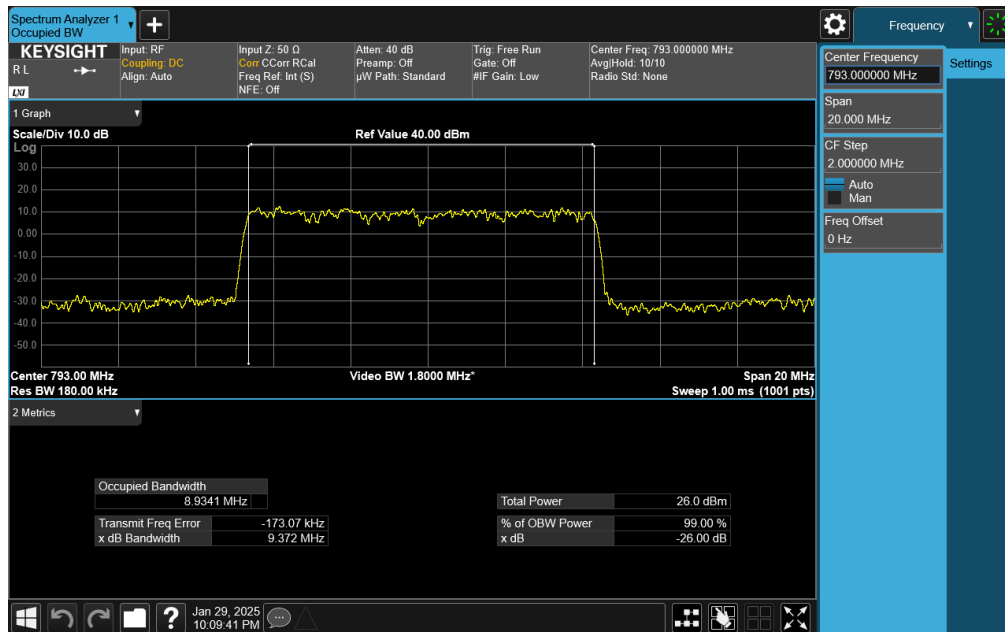 Spectrum Analyzer 1
Occupied BW
Frequency
KEYSIGHT
R L
LXI
Input: RF
Coupling: DC
Align: Auto
Input Z: 50 Ω
Corr CCorr RCal
Freq Ref: Int (S)
NFE: Off
Atten: 40 dB
Preamp: Off
µW Path: Standard
Trig: Free Run
Gate: Off
#IF Gain: Low
Center Freq: 793.000000 MHz
Avg|Hold: 10/10
Radio Std: None
Center Frequency
793.000000 MHz
Settings
Span
20.000 MHz
CF Step
2.000000 MHz
Auto
Man
Freq Offset
0 Hz
1 Graph
Scale/Div 10.0 dB
Ref Value 40.00 dBm
Log
30.0
20.0
10.0
0.00
-10.0
-20.0
-30.0
-40.0
-50.0
Center 793.00 MHz
Video BW 1.8000 MHz*
Span 20 MHz
Res BW 180.00 kHz
Sweep 1.00 ms (1001 pts)
2 Metrics
Occupied Bandwidth
8.9341 MHz
Total Power 26.0 dBm
Transmit Freq Error -173.07 kHz
% of OBW Power 99.00 %
x dB Bandwidth 9.372 MHz
x dB -26.00 dB
Jan 29, 2025
10:09:41 PM